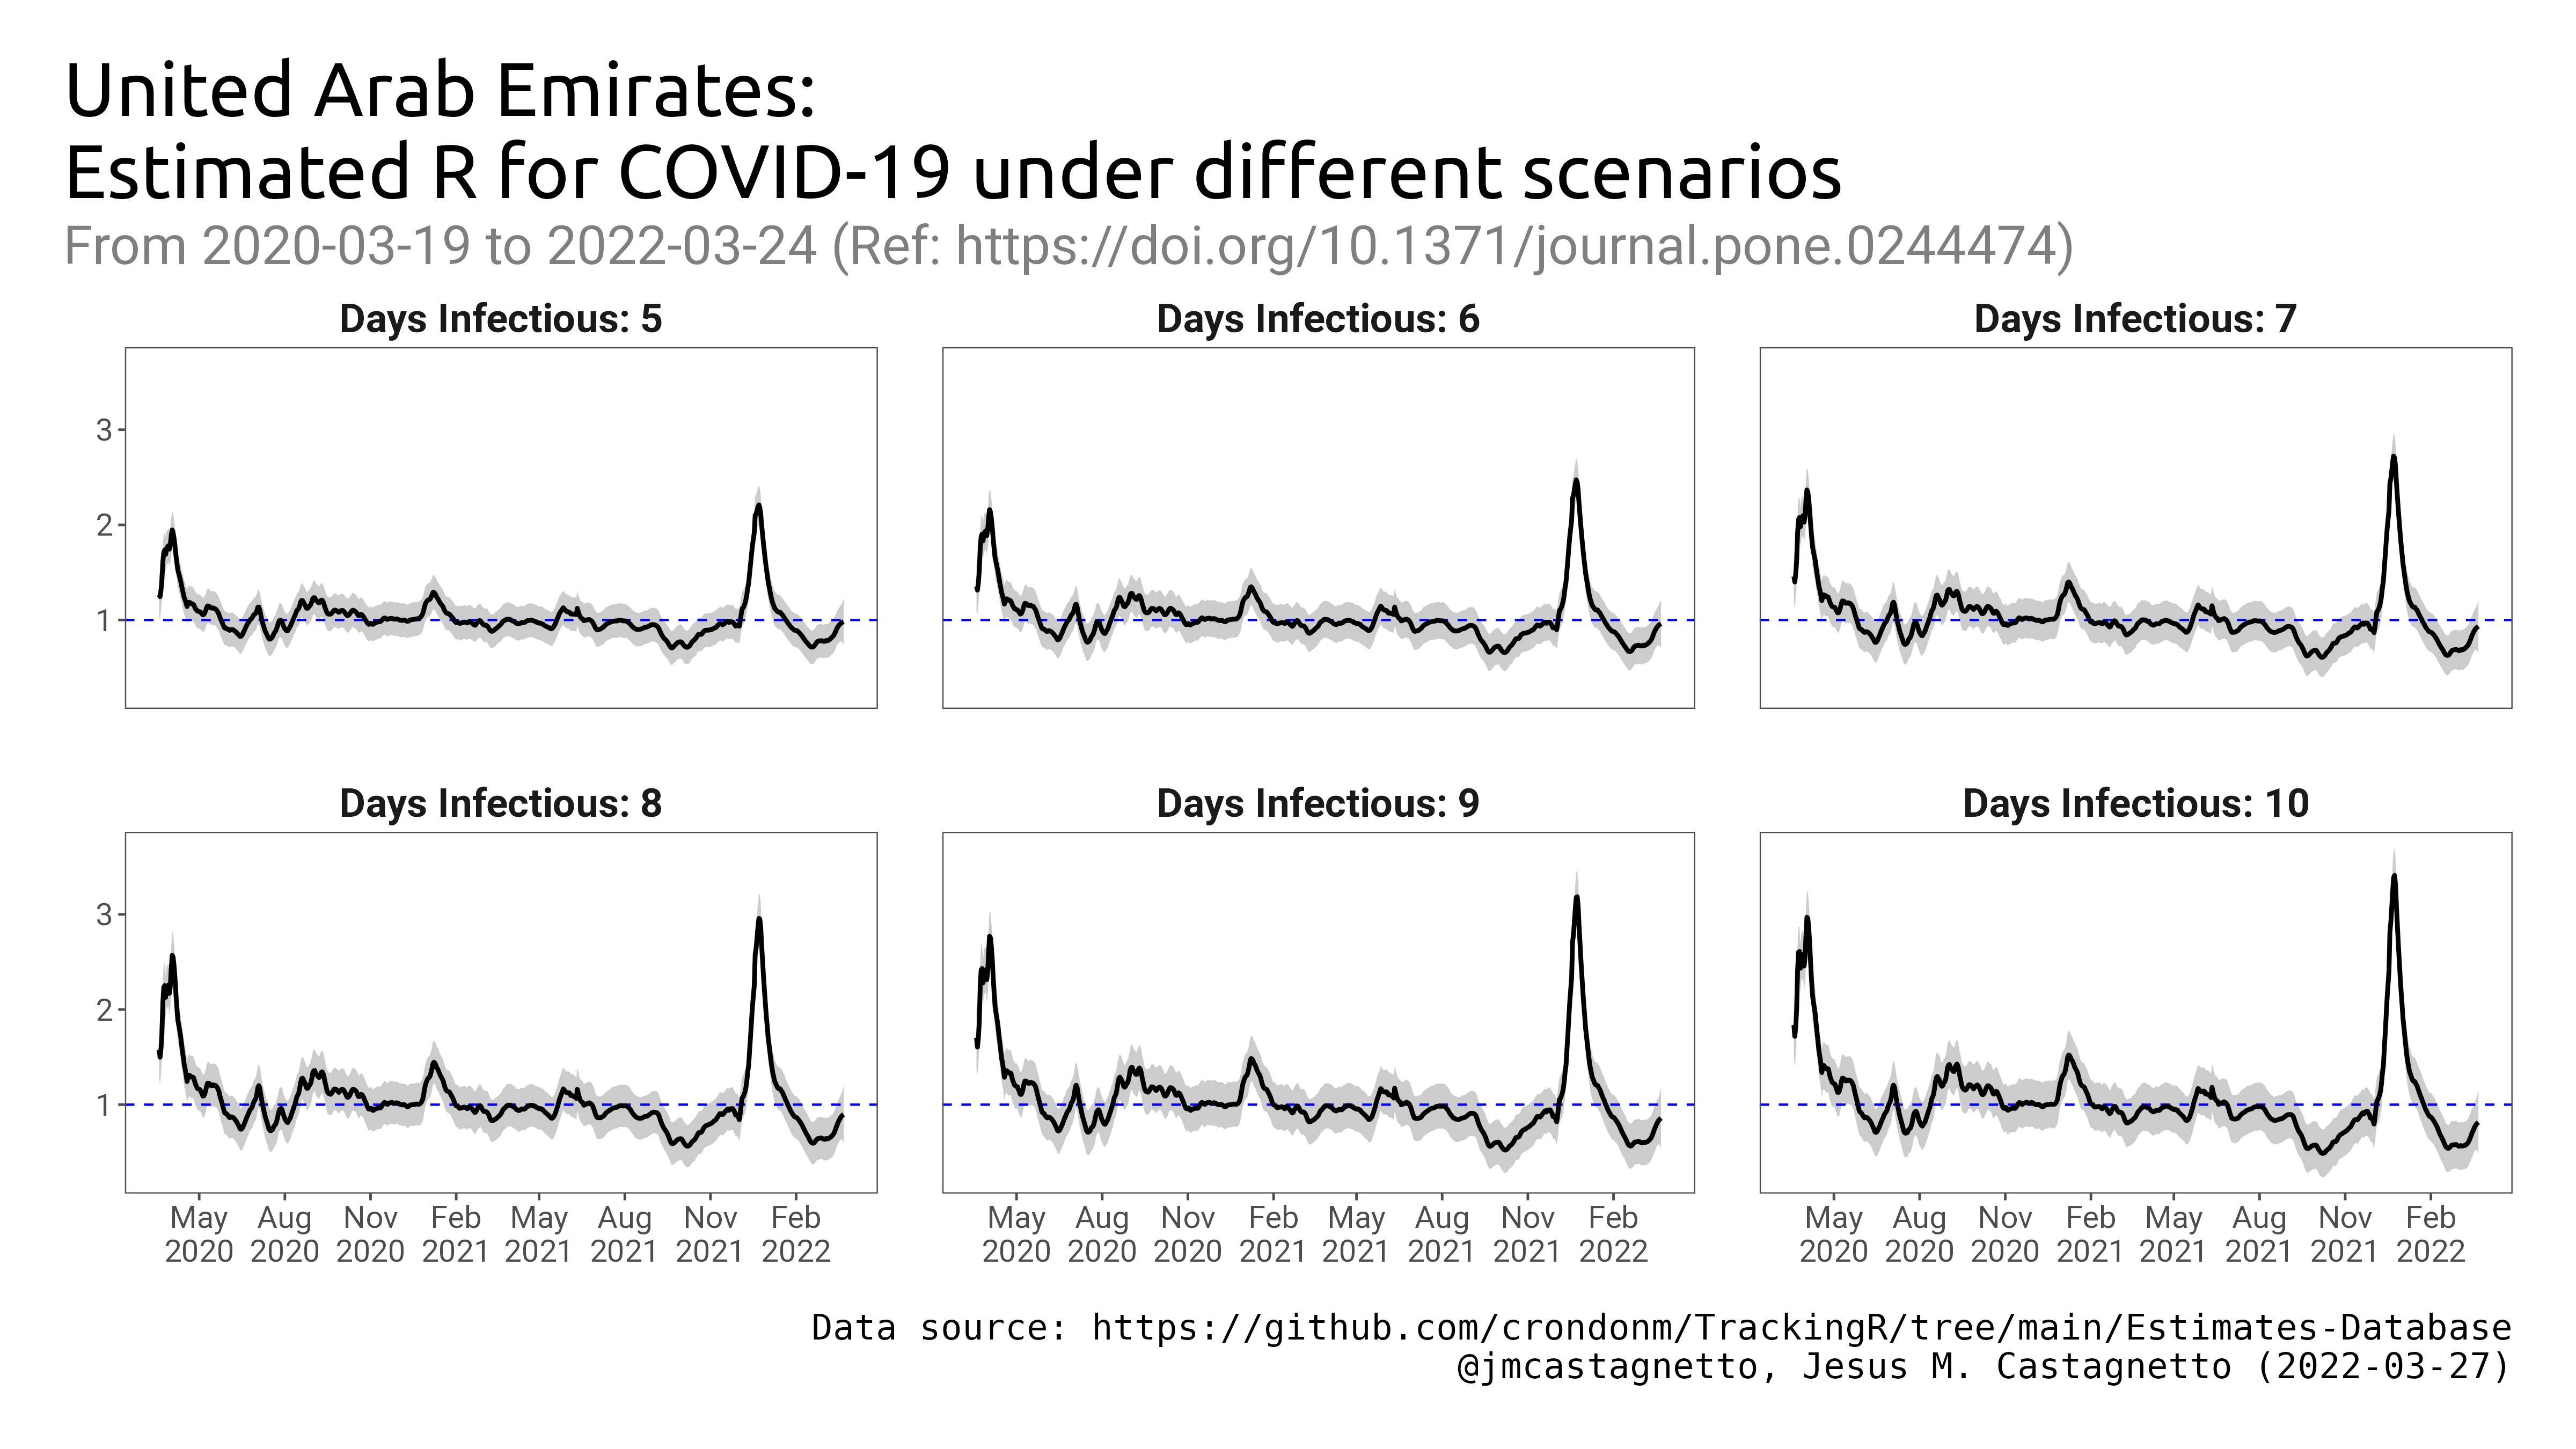 United Arab Emirates:
Estimated R for COVID-19 under different scenarios
From 2020-03-19 to 2022-03-24 (Ref: https://doi.org/10.1371/journal.pone.0244474)
Days Infectious: 5
Days Infectious: 6
Days Infectious: 7
3
2
1
Days Infectious: 8
Days Infectious: 9
Days Infectious: 10
3
2
1
May Aug Nov Feb May Aug Nov Feb
2020 2020 2020 2021 2021 2021 2021 2022
May Aug Nov Feb May Aug Nov Feb
2020 2020 2020 2021 2021 2021 2021 2022
May Aug Nov Feb May Aug Nov Feb
2020 2020 2020 2021 2021 2021 2021 2022
Data source: https://github.com/crondonm/TrackingR/tree/main/Estimates-Database
@jmcastagnetto, Jesus M. Castagnetto (2022-03-27)